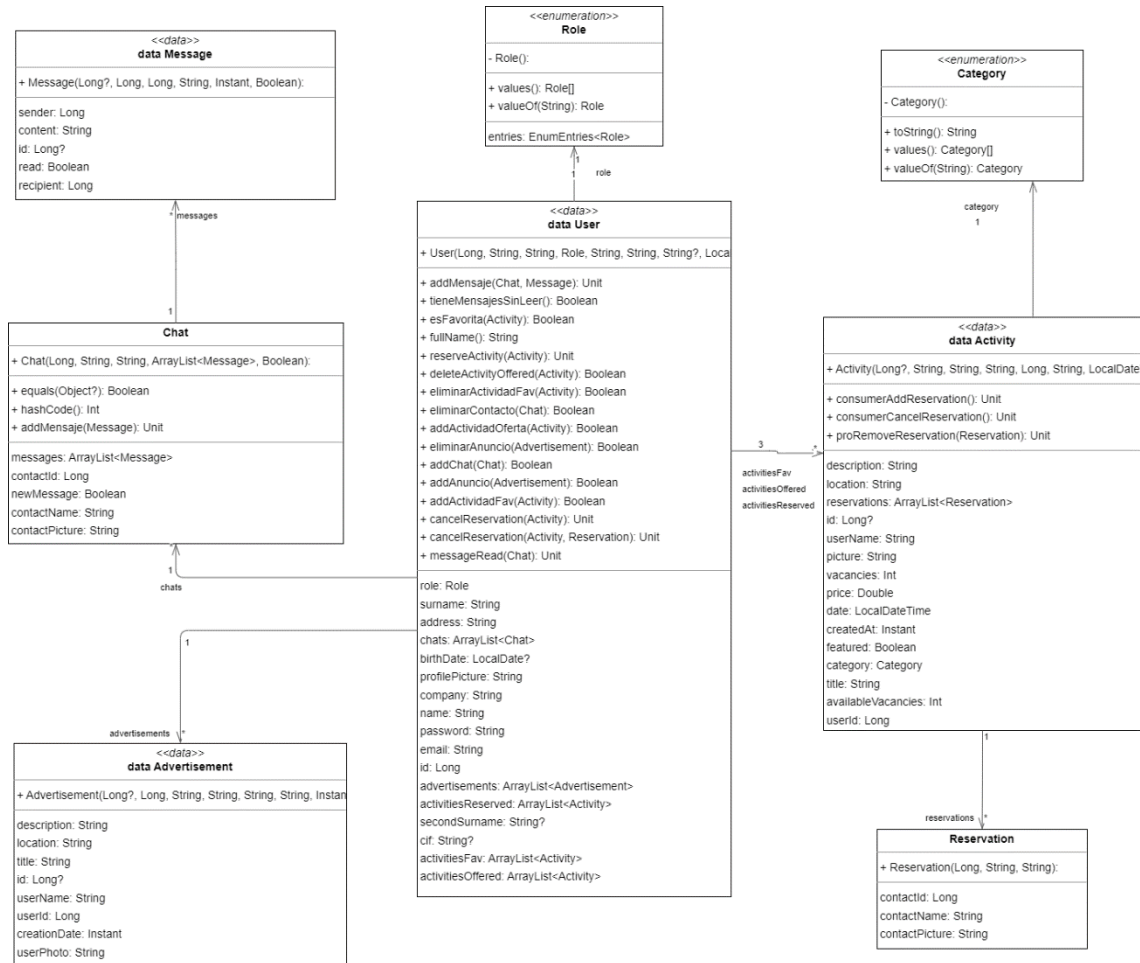 <<data>>
data Message
+ Message(Long?, Long, Long, String, Instant, Boolean):
sender: Long
content: String
id: Long?
read: Boolean
recipient: Long
* messages
1
Chat
+ Chat(Long, String, String, ArrayList<Message>, Boolean):
+ equals(Object?): Boolean
+ hashCode(): Int
+ addMensaje(Message): Unit
messages: ArrayList<Message>
contactId: Long
newMessage: Boolean
contactName: String
contactPicture: String
*
1
chats
1
advertisements *
<<data>>
data Advertisement
+ Advertisement(Long?, Long, String, String, String, String, Instan
description: String
location: String
title: String
id: Long?
userName: String
userId: Long
creationDate: Instant
userPhoto: String
<<enumeration>>
Role
- Role():
+ values(): Role[]
+ valueOf(String): Role
entries: EnumEntries<Role>
1
1
role
<<data>>
data User
+ User(Long, String, String, Role, String, String, String?, Loca
+ addMensaje(Chat, Message): Unit
+ tieneMensajesSinLeer(): Boolean
+ esFavorita(Activity): Boolean
+ fullName(): String
+ reserveActivity(Activity): Unit
+ deleteActivityOffered(Activity): Boolean
+ eliminarActividadFav(Activity): Boolean
+ eliminarContacto(Chat): Boolean
+ addActividadOferta(Activity): Boolean
+ eliminarAnuncio(Advertisement): Boolean
+ addChat(Chat): Boolean
+ addAnuncio(Advertisement): Boolean
+ addActividadFav(Activity): Boolean
+ cancelReservation(Activity): Unit
+ cancelReservation(Activity, Reservation): Unit
+ messageRead(Chat): Unit
role: Role
surname: String
address: String
chats: ArrayList<Chat>
birthDate: LocalDate?
profilePicture: String
company: String
name: String
password: String
email: String
id: Long
advertisements: ArrayList<Advertisement>
activitiesReserved: ArrayList<Activity>
secondSurname: String?
cif: String?
activitiesFav: ArrayList<Activity>
activitiesOffered: ArrayList<Activity>
3 *
activitiesFav
activitiesOffered
activitiesReserved
<<enumeration>>
Category
- Category():
+ toString(): String
+ values(): Category[]
+ valueOf(String): Category
category
1
<<data>>
data Activity
+ Activity(Long?, String, String, String, Long, String, LocalDate
+ consumerAddReservation(): Unit
+ consumerCancelReservation(): Unit
+ proRemoveReservation(Reservation): Unit
description: String
location: String
reservations: ArrayList<Reservation>
id: Long?
userName: String
picture: String
vacancies: Int
price: Double
date: LocalDateTime
createdAt: Instant
featured: Boolean
category: Category
title: String
availableVacancies: Int
userId: Long
1
reservations *
Reservation
+ Reservation(Long, String, String):
contactId: Long
contactName: String
contactPicture: String